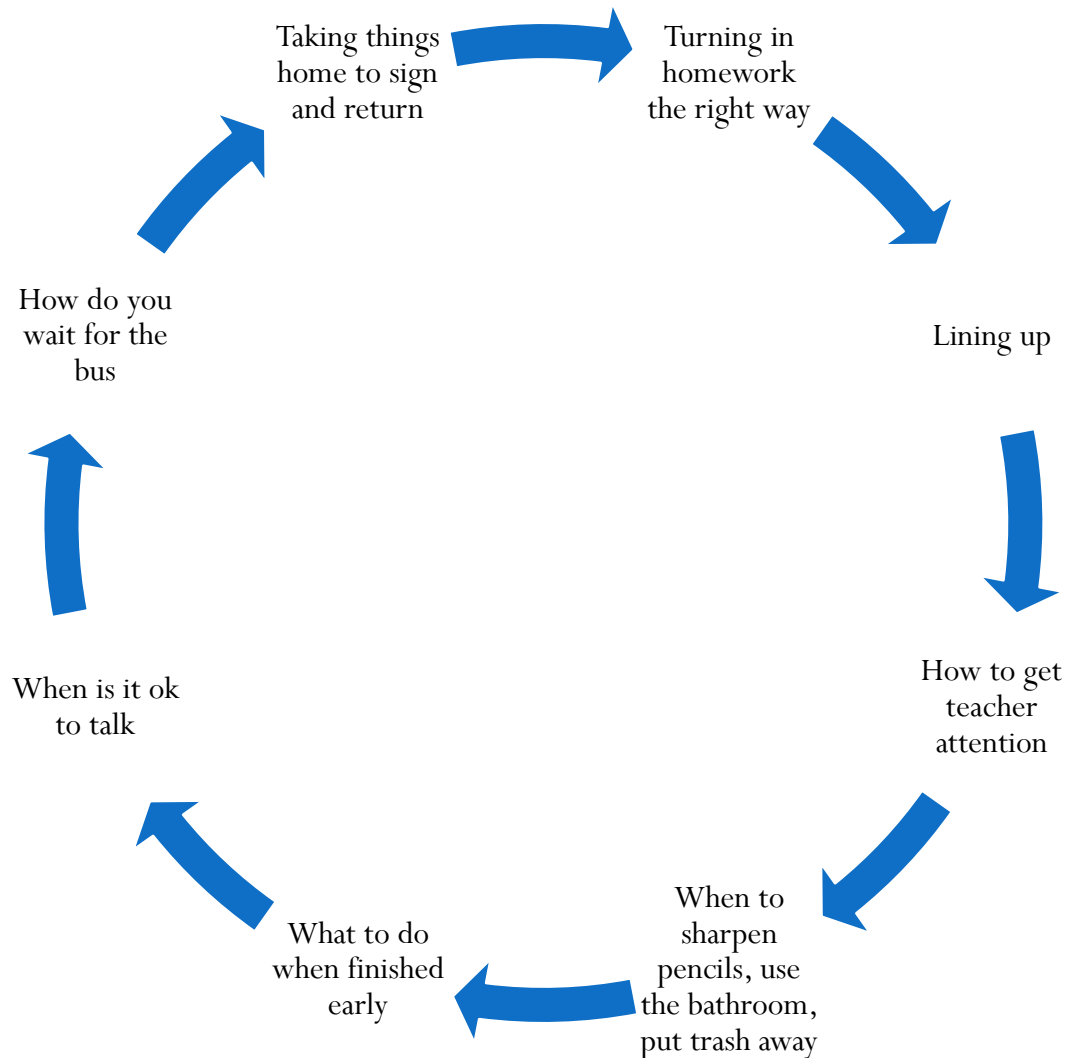 Taking things
home to sign
and return
Turning in
homework
the right way
Lining up
How to get
teacher
attention
When to
sharpen
pencils, use
the bathroom,
put trash away
What to do
when finished
early
When is it ok
to talk
How do you
wait for the
bus